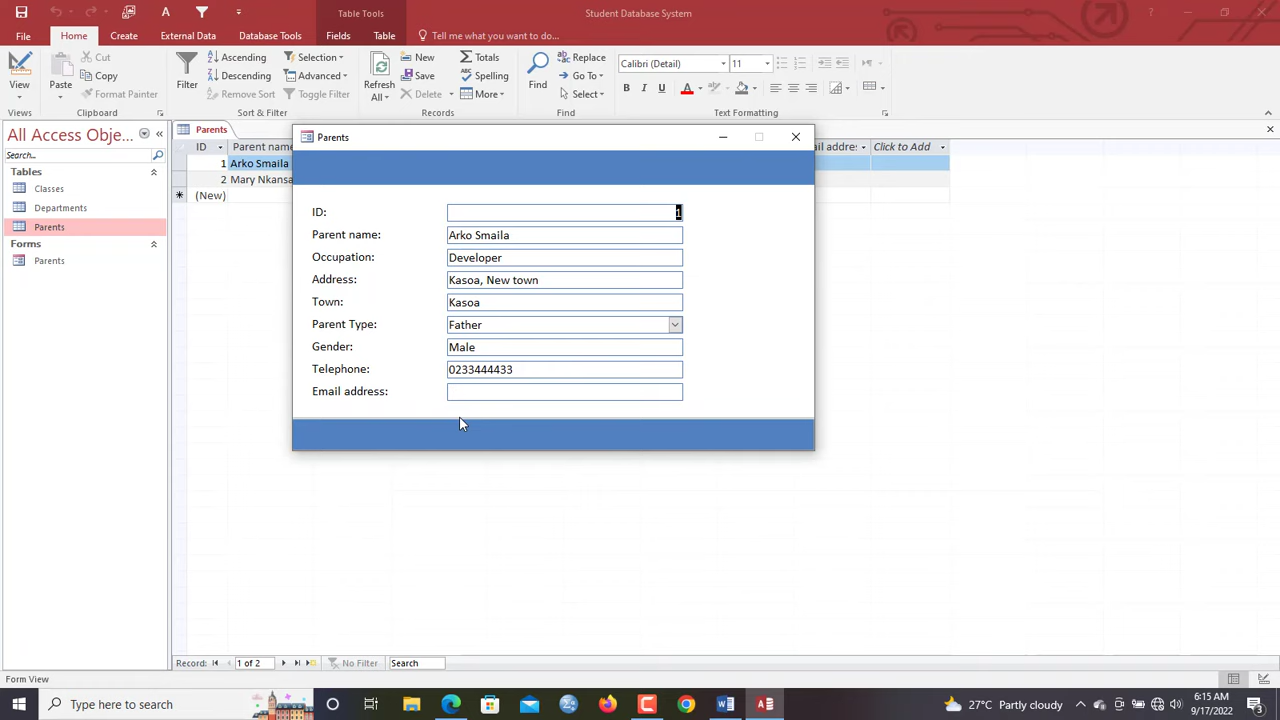 Table Tools
Student Database System
File
Home
Create
External Data
Database Tools
Fields
Table
Tell me what you want to do...
View
Views
Paste
Cut
Copy
Format Painter
Clipboard
Filter
Ascending
Descending
Remove Sort
Selection
Advanced
Toggle Filter
Sort & Filter
Refresh
All
New
Save
Delete
Totals
Spelling
More
Records
Find
Replace
Go To
Select
Find
Calibri (Detail)
11
B I U
A
Text Formatting
All Access Obje...
Search...
Tables
Classes
Departments
Parents
Forms
Parents
Parents
ID
Parent name
Click to Add
1 Arko Smaila
2 Mary Nkansa
(New)
Parents
ID: 1
Parent name: Arko Smaila
Occupation: Developer
Address: Kasoa, New town
Town: Kasoa
Parent Type: Father
Gender: Male
Telephone: 0233444433
Email address:
Record: 1 of 2 No Filter Search
Form View
Type here to search
27°C Partly cloudy
6:15 AM
9/17/2022